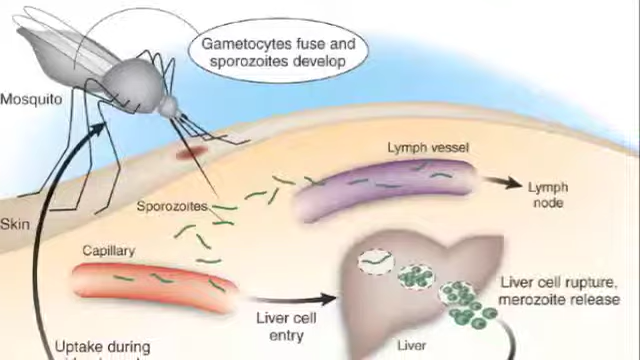 Gametocytes fuse and
sporozoites develop
Mosquito
Lymph vessel
Lymph
node
Sporozoites
Skin
Capillary
Liver cell rupture,
merozoite release
Liver cell
entry
Liver
Uptake during